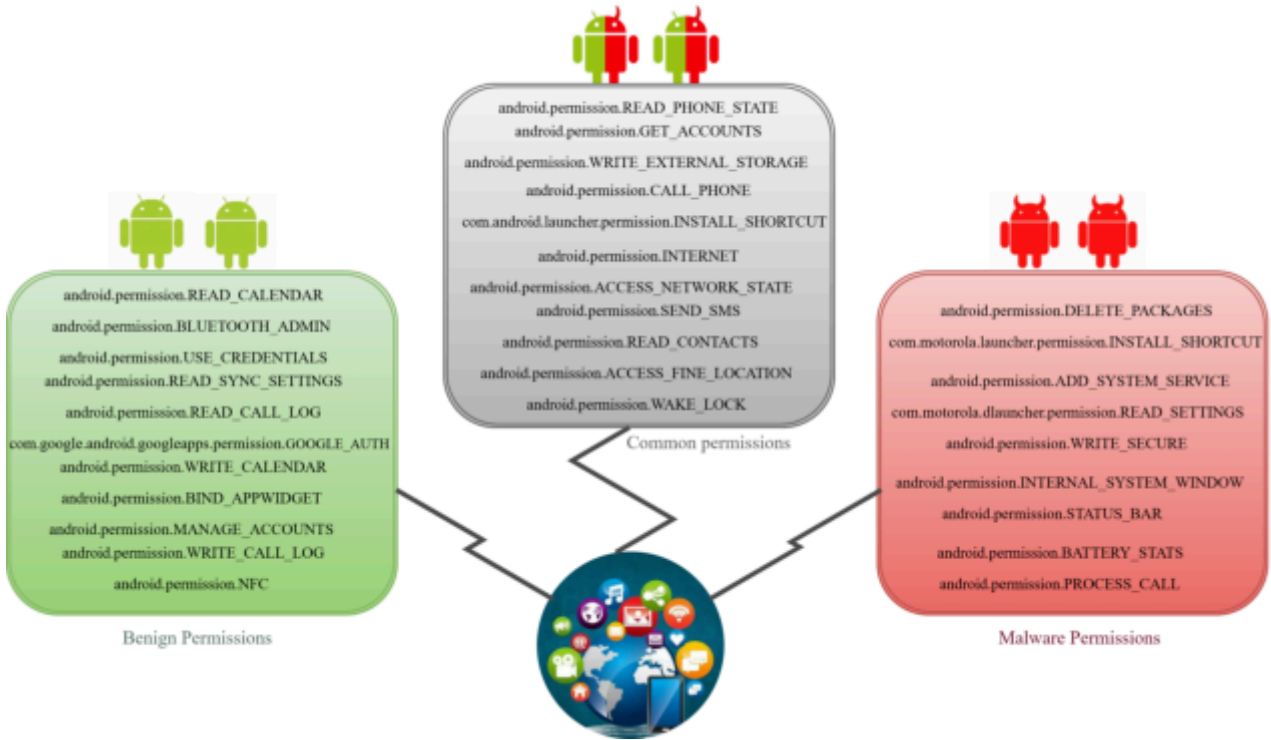 android.permission.READ_PHONE_STATE
android.permission.GET_ACCOUNTS
android.permission.WRITE_EXTERNAL_STORAGE
android.permission.CALL_PHONE
com.android.launcher.permission.INSTALL_SHORTCUT
android.permission.INTERNET
android.permission.ACCESS_NETWORK_STATE
android.permission.SEND_SMS
android.permission.READ_CONTACTS
android.permission.ACCESS_FINE_LOCATION
android.permission.WAKE_LOCK
Common permissions
android.permission.READ_CALENDAR
android.permission.BLUETOOTH_ADMIN
android.permission.USE_CREDENTIALS
android.permission.READ_SYNC_SETTINGS
android.permission.READ_CALL_LOG
com.google.android.googleapps.permission.GOOGLE_AUTH
android.permission.WRITE_CALENDAR
android.permission.BIND_APPWIDGET
android.permission.MANAGE_ACCOUNTS
android.permission.WRITE_CALL_LOG
android.permission.NFC
Benign Permissions
android.permission.DELETE_PACKAGES
com.motorola.launcher.permission.INSTALL_SHORTCUT
android.permission.ADD_SYSTEM_SERVICE
com.motorola.dlauncher.permission.READ_SETTINGS
android.permission.WRITE_SECURE
android.permission.INTERNAL_SYSTEM_WINDOW
android.permission.STATUS_BAR
android.permission.BATTERY_STATS
android.permission.PROCESS_CALL
Malware Permissions